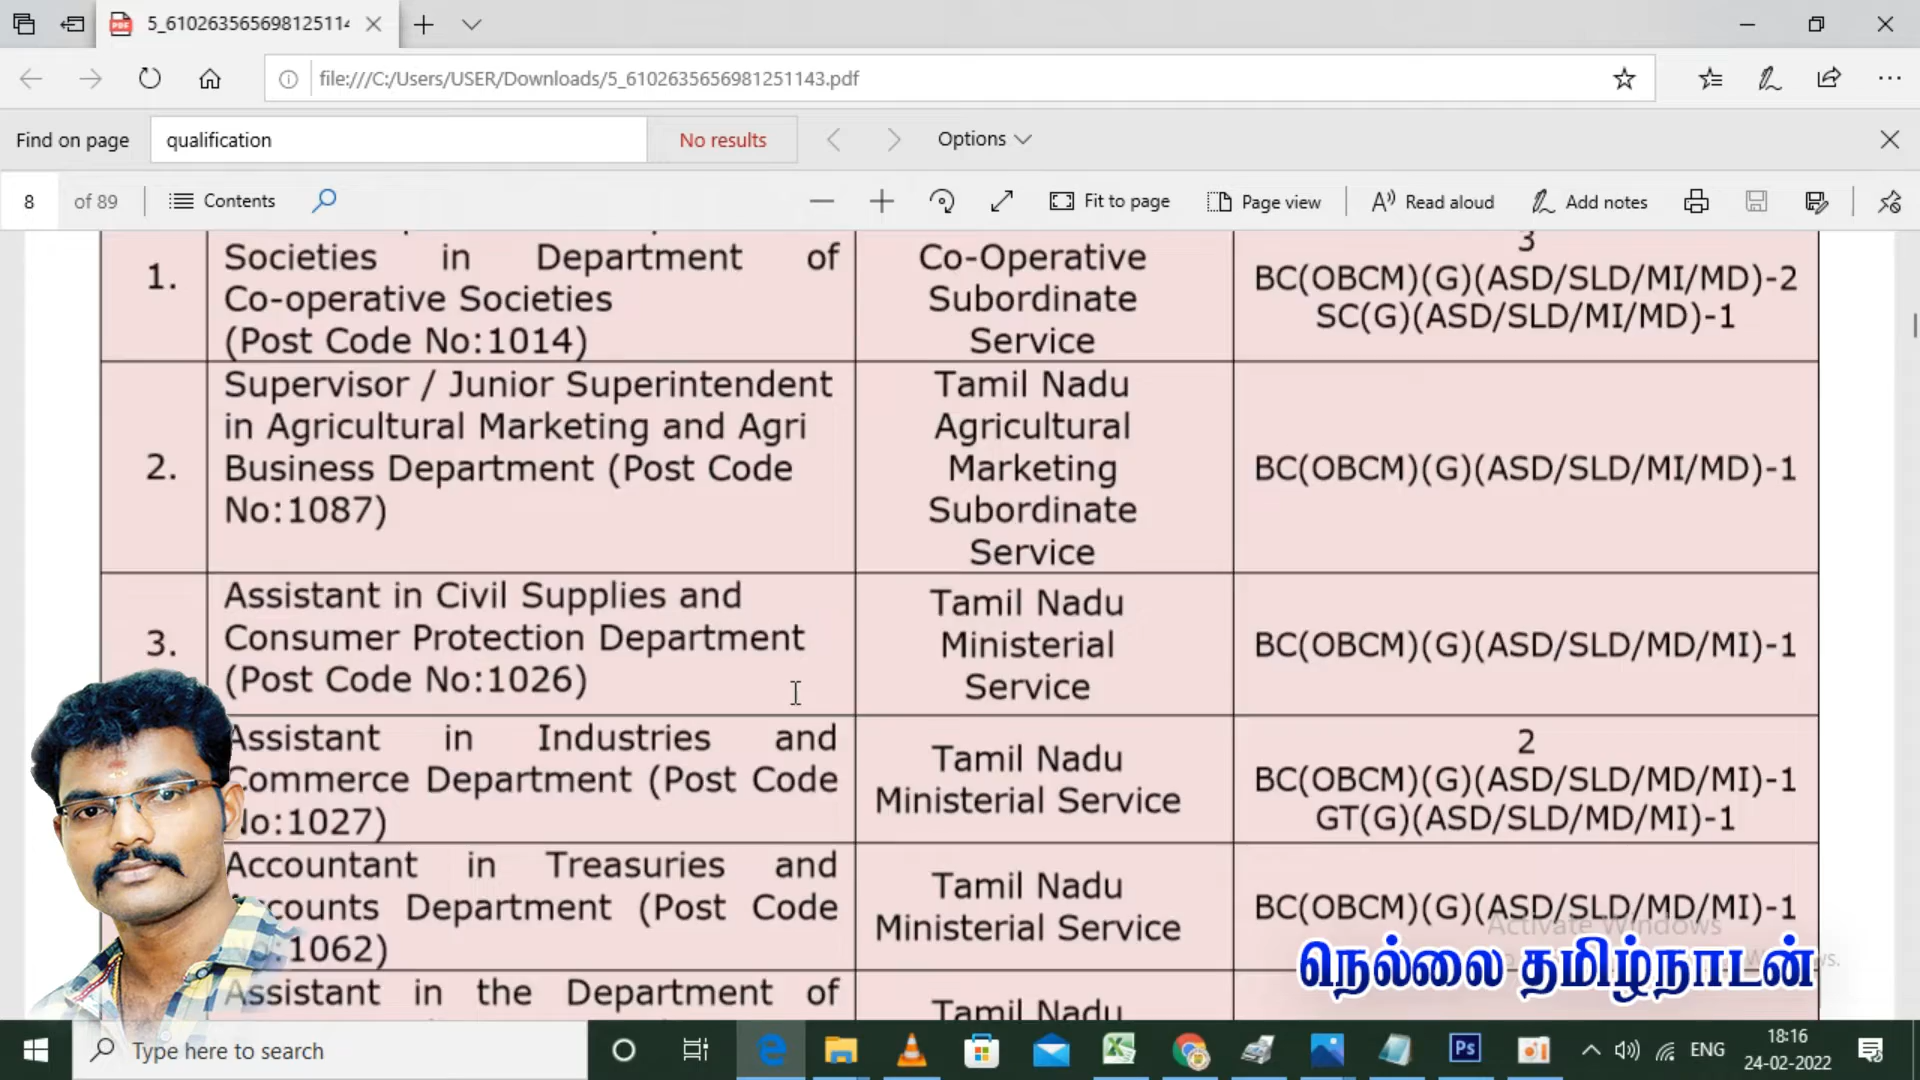 5_610263565698125114
file:///C:/Users/USER/Downloads/5_6102635656981251143.pdf
Find on page
qualification
No results
Options
8
of 89
Contents
Fit to page
Page view
Read aloud
Add notes
1.
Societies in Department of
Co-operative Societies
(Post Code No:1014)
Co-Operative
Subordinate
Service
3
BC(OBCM)(G)(ASD/SLD/MI/MD)-2
SC(G)(ASD/SLD/MI/MD)-1
2.
Supervisor / Junior Superintendent
in Agricultural Marketing and Agri
Business Department (Post Code
No:1087)
Tamil Nadu
Agricultural
Marketing
Subordinate
Service
BC(OBCM)(G)(ASD/SLD/MI/MD)-1
3.
Assistant in Civil Supplies and
Consumer Protection Department
(Post Code No:1026)
Tamil Nadu
Ministerial
Service
BC(OBCM)(G)(ASD/SLD/MD/MI)-1
Assistant in Industries and
Commerce Department (Post Code
No:1027)
Tamil Nadu
Ministerial Service
2
BC(OBCM)(G)(ASD/SLD/MD/MI)-1
GT(G)(ASD/SLD/MD/MI)-1
Accountant in Treasuries and
Accounts Department (Post Code
No:1062)
Tamil Nadu
Ministerial Service
BC(OBCM)(G)(ASD/SLD/MD/MI)-1
Activate Windows
நெல்லை தமிழ்நாடன்
Assistant in the Department of
Tamil Nadu
Type here to search
Ps
ENG
18:16
24-02-2022